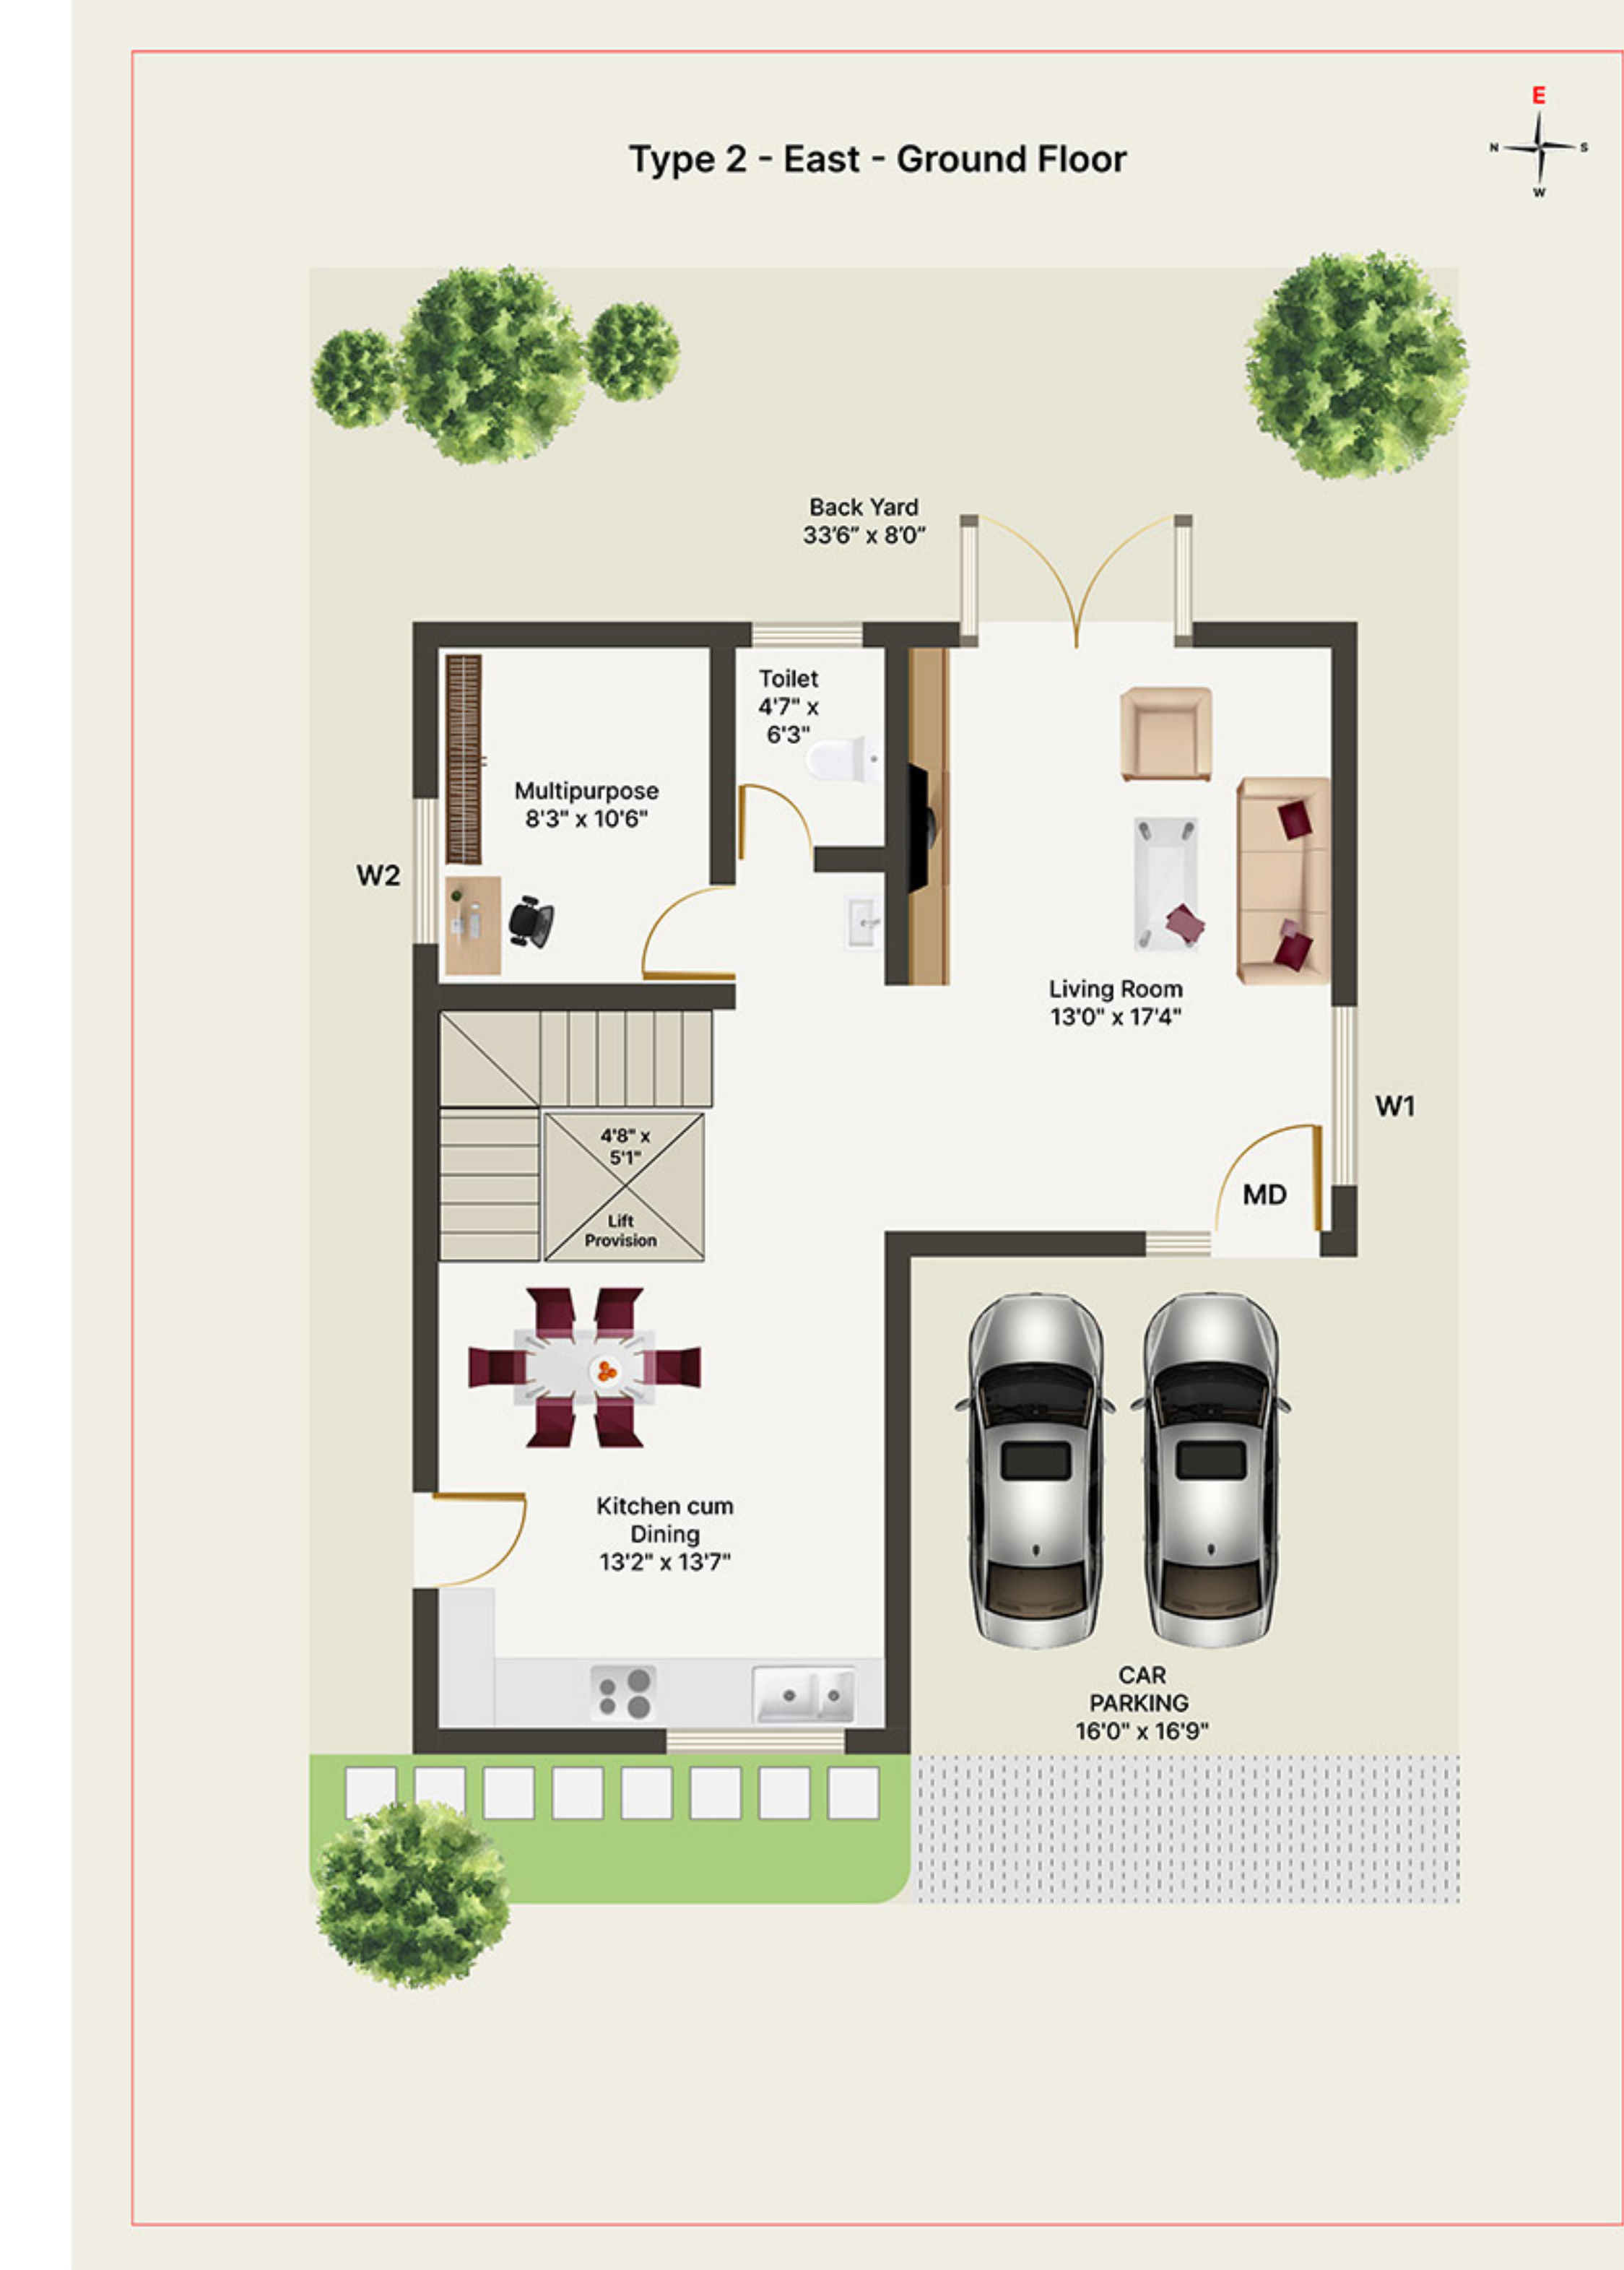 E
N
S
W
Type 2 - East - Ground Floor
Back Yard
33'6” x 8'0”
Toilet
4'7" x
6'3"
Multipurpose
8'3" x 10'6"
W2
Living Room
13'0" x 17'4"
W1
4'8" x
5'1"
Lift
Provision
MD
Kitchen cum
Dining
13'2" x 13'7"
CAR
PARKING
16'0" x 16'9"